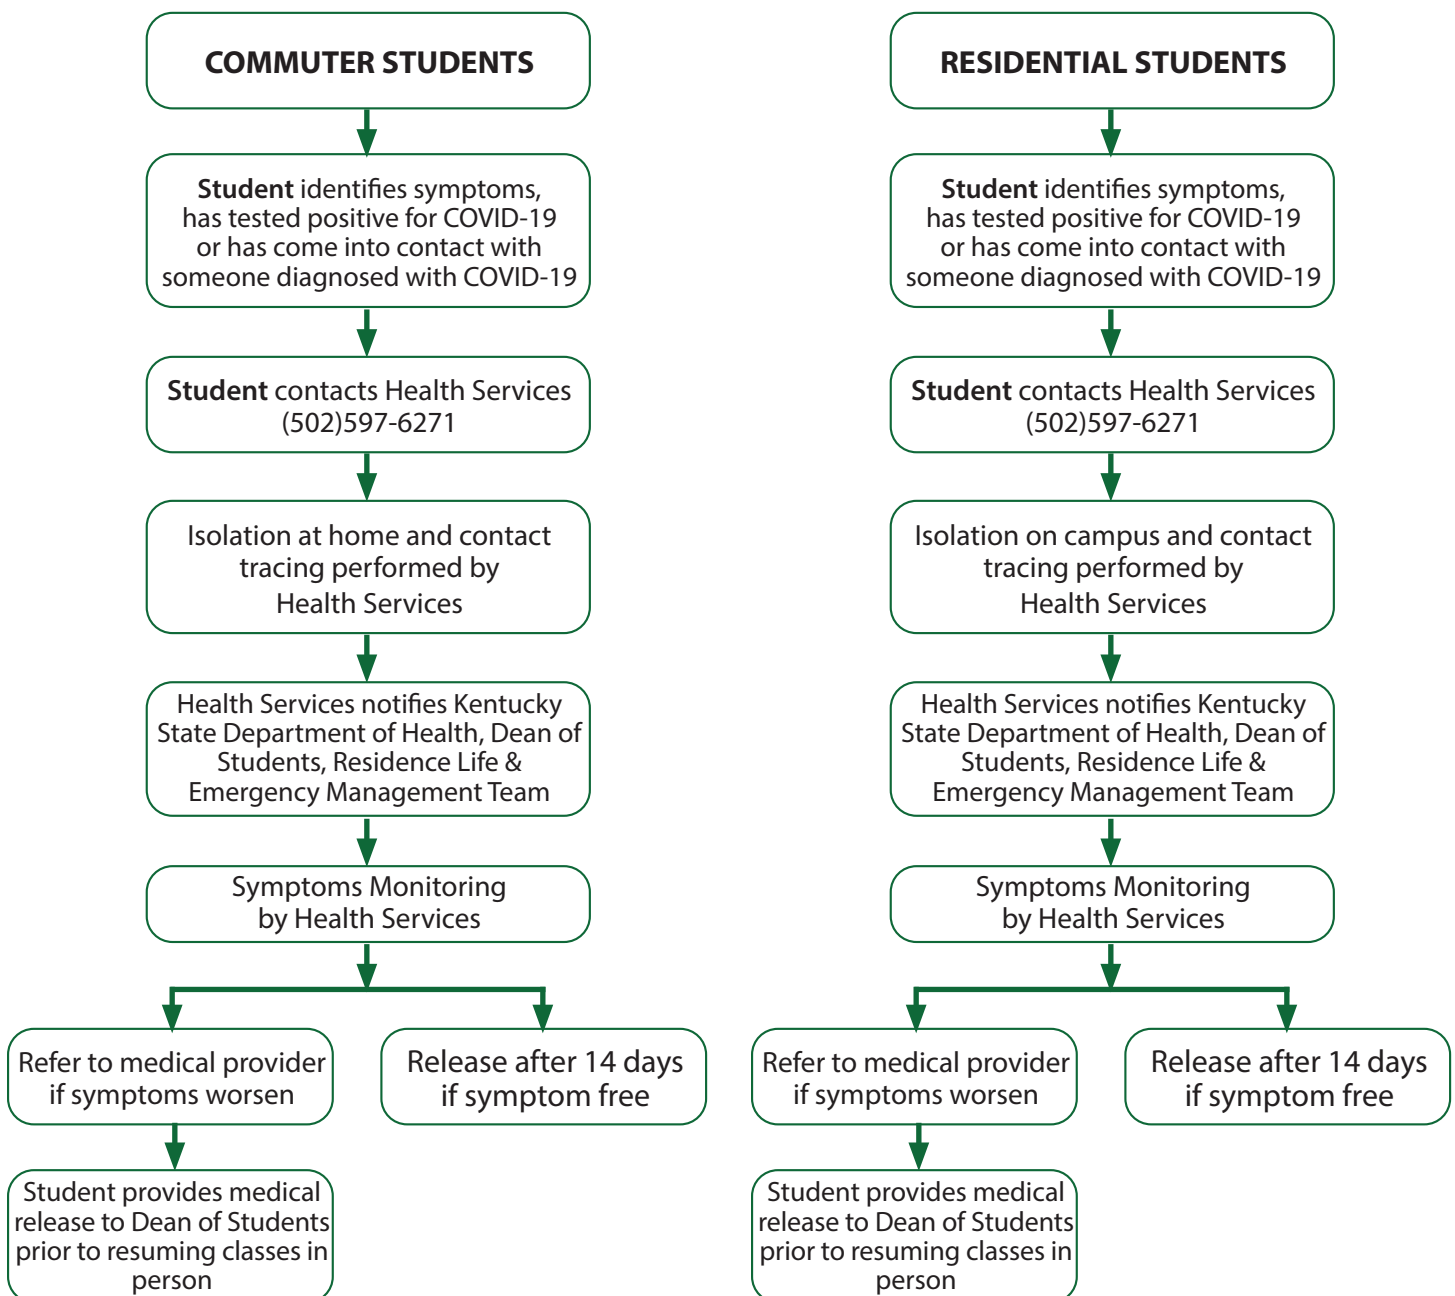 COMMUTER STUDENTS
Student identifies symptoms,
has tested positive for COVID-19
or has come into contact with
someone diagnosed with COVID-19
Student contacts Health Services
(502)597-6271
Isolation at home and contact
tracing performed by
Health Services
Health Services notifies Kentucky
State Department of Health, Dean of
Students, Residence Life &
Emergency Management Team
Symptoms Monitoring
by Health Services
Refer to medical provider
if symptoms worsen
Release after 14 days
if symptom free
Student provides medical
release to Dean of Students
prior to resuming classes in
person
RESIDENTIAL STUDENTS
Student identifies symptoms,
has tested positive for COVID-19
or has come into contact with
someone diagnosed with COVID-19
Student contacts Health Services
(502)597-6271
Isolation on campus and contact
tracing performed by
Health Services
Health Services notifies Kentucky
State Department of Health, Dean of
Students, Residence Life &
Emergency Management Team
Symptoms Monitoring
by Health Services
Refer to medical provider
if symptoms worsen
Release after 14 days
if symptom free
Student provides medical
release to Dean of Students
prior to resuming classes in
person